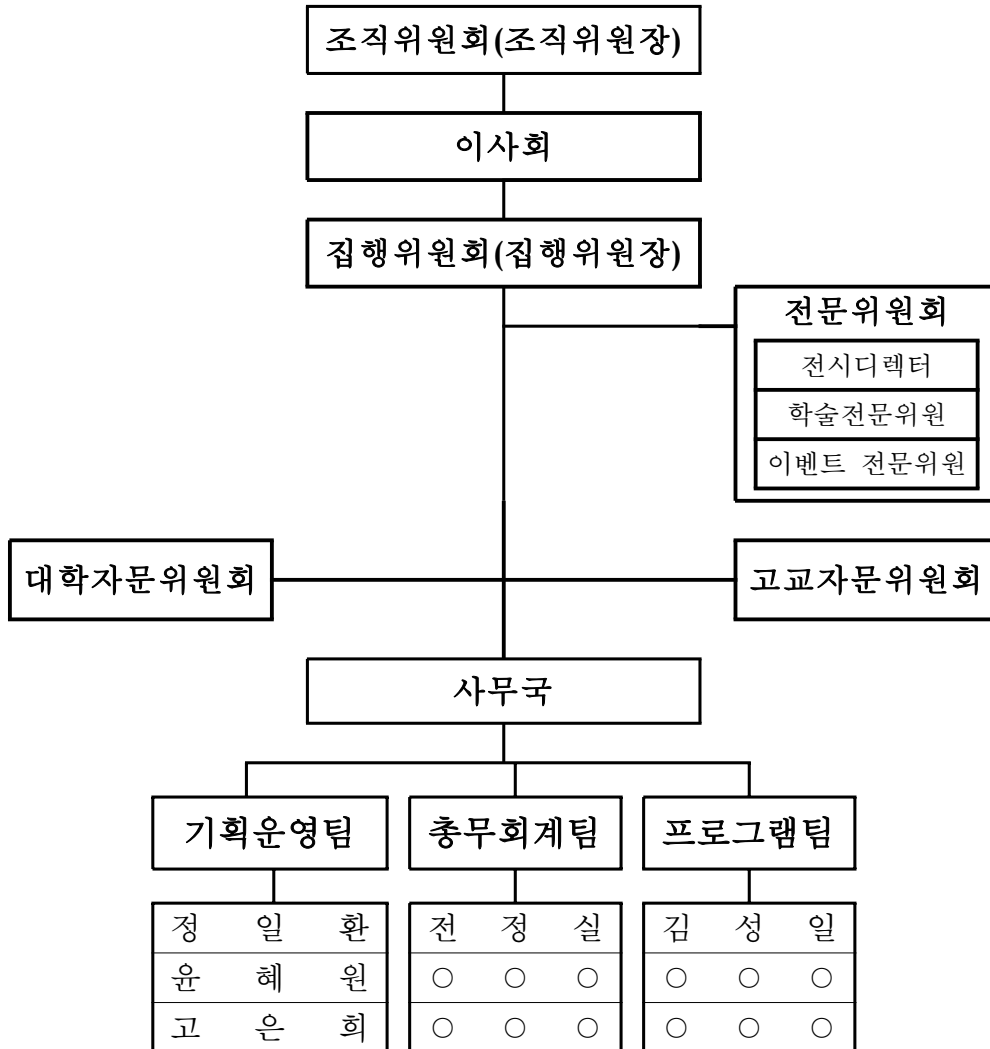 조직위원회(조직위원장)
이사회
집행위원회(집행위원장)
전문위원회
전시디렉터
학술전문위원
이벤트 전문위원
대학자문위원회
고교자문위원회
사무국
기획운영팀
총무회계팀
프로그램팀
정 일 환
윤 혜 원
고 은 희
전 정 실
○ ○ ○
○ ○ ○
김 성 일
○ ○ ○
○ ○ ○